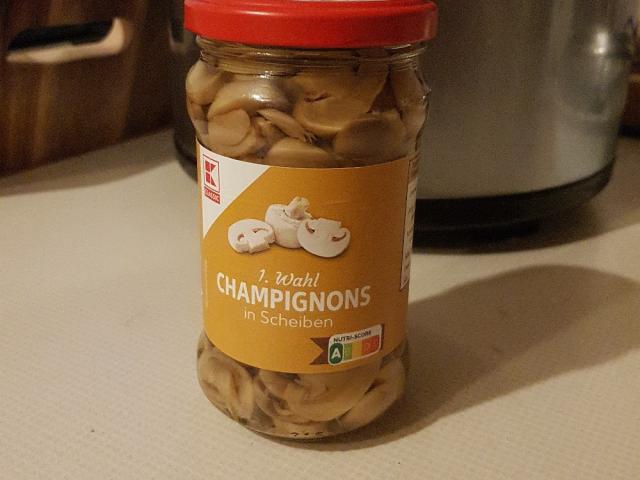 K
CLASSIC
1. Wahl
CHAMPIGNONS
in Scheiben
NUTRI-SCORE
A